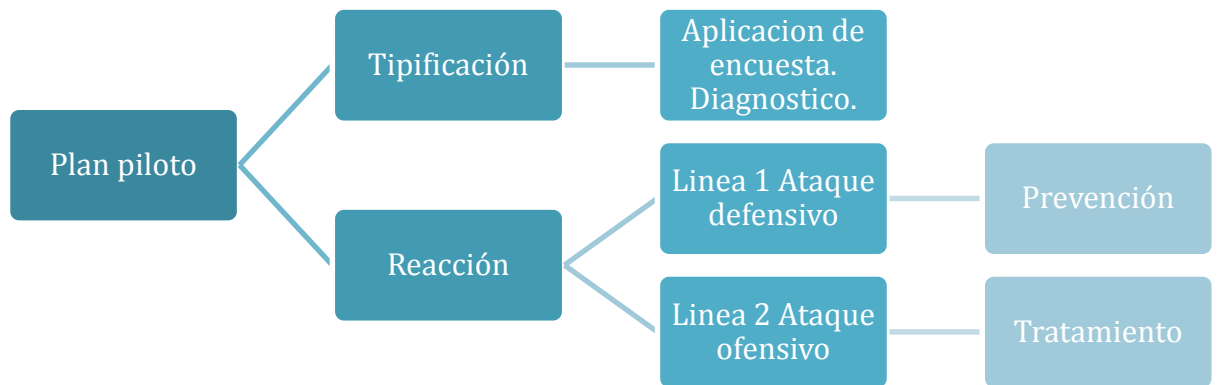 Plan piloto
Tipificación
Aplicacion de
encuesta.
Diagnostico.
Reacción
Linea 1 Ataque
defensivo
Prevención
Linea 2 Ataque
ofensivo
Tratamiento